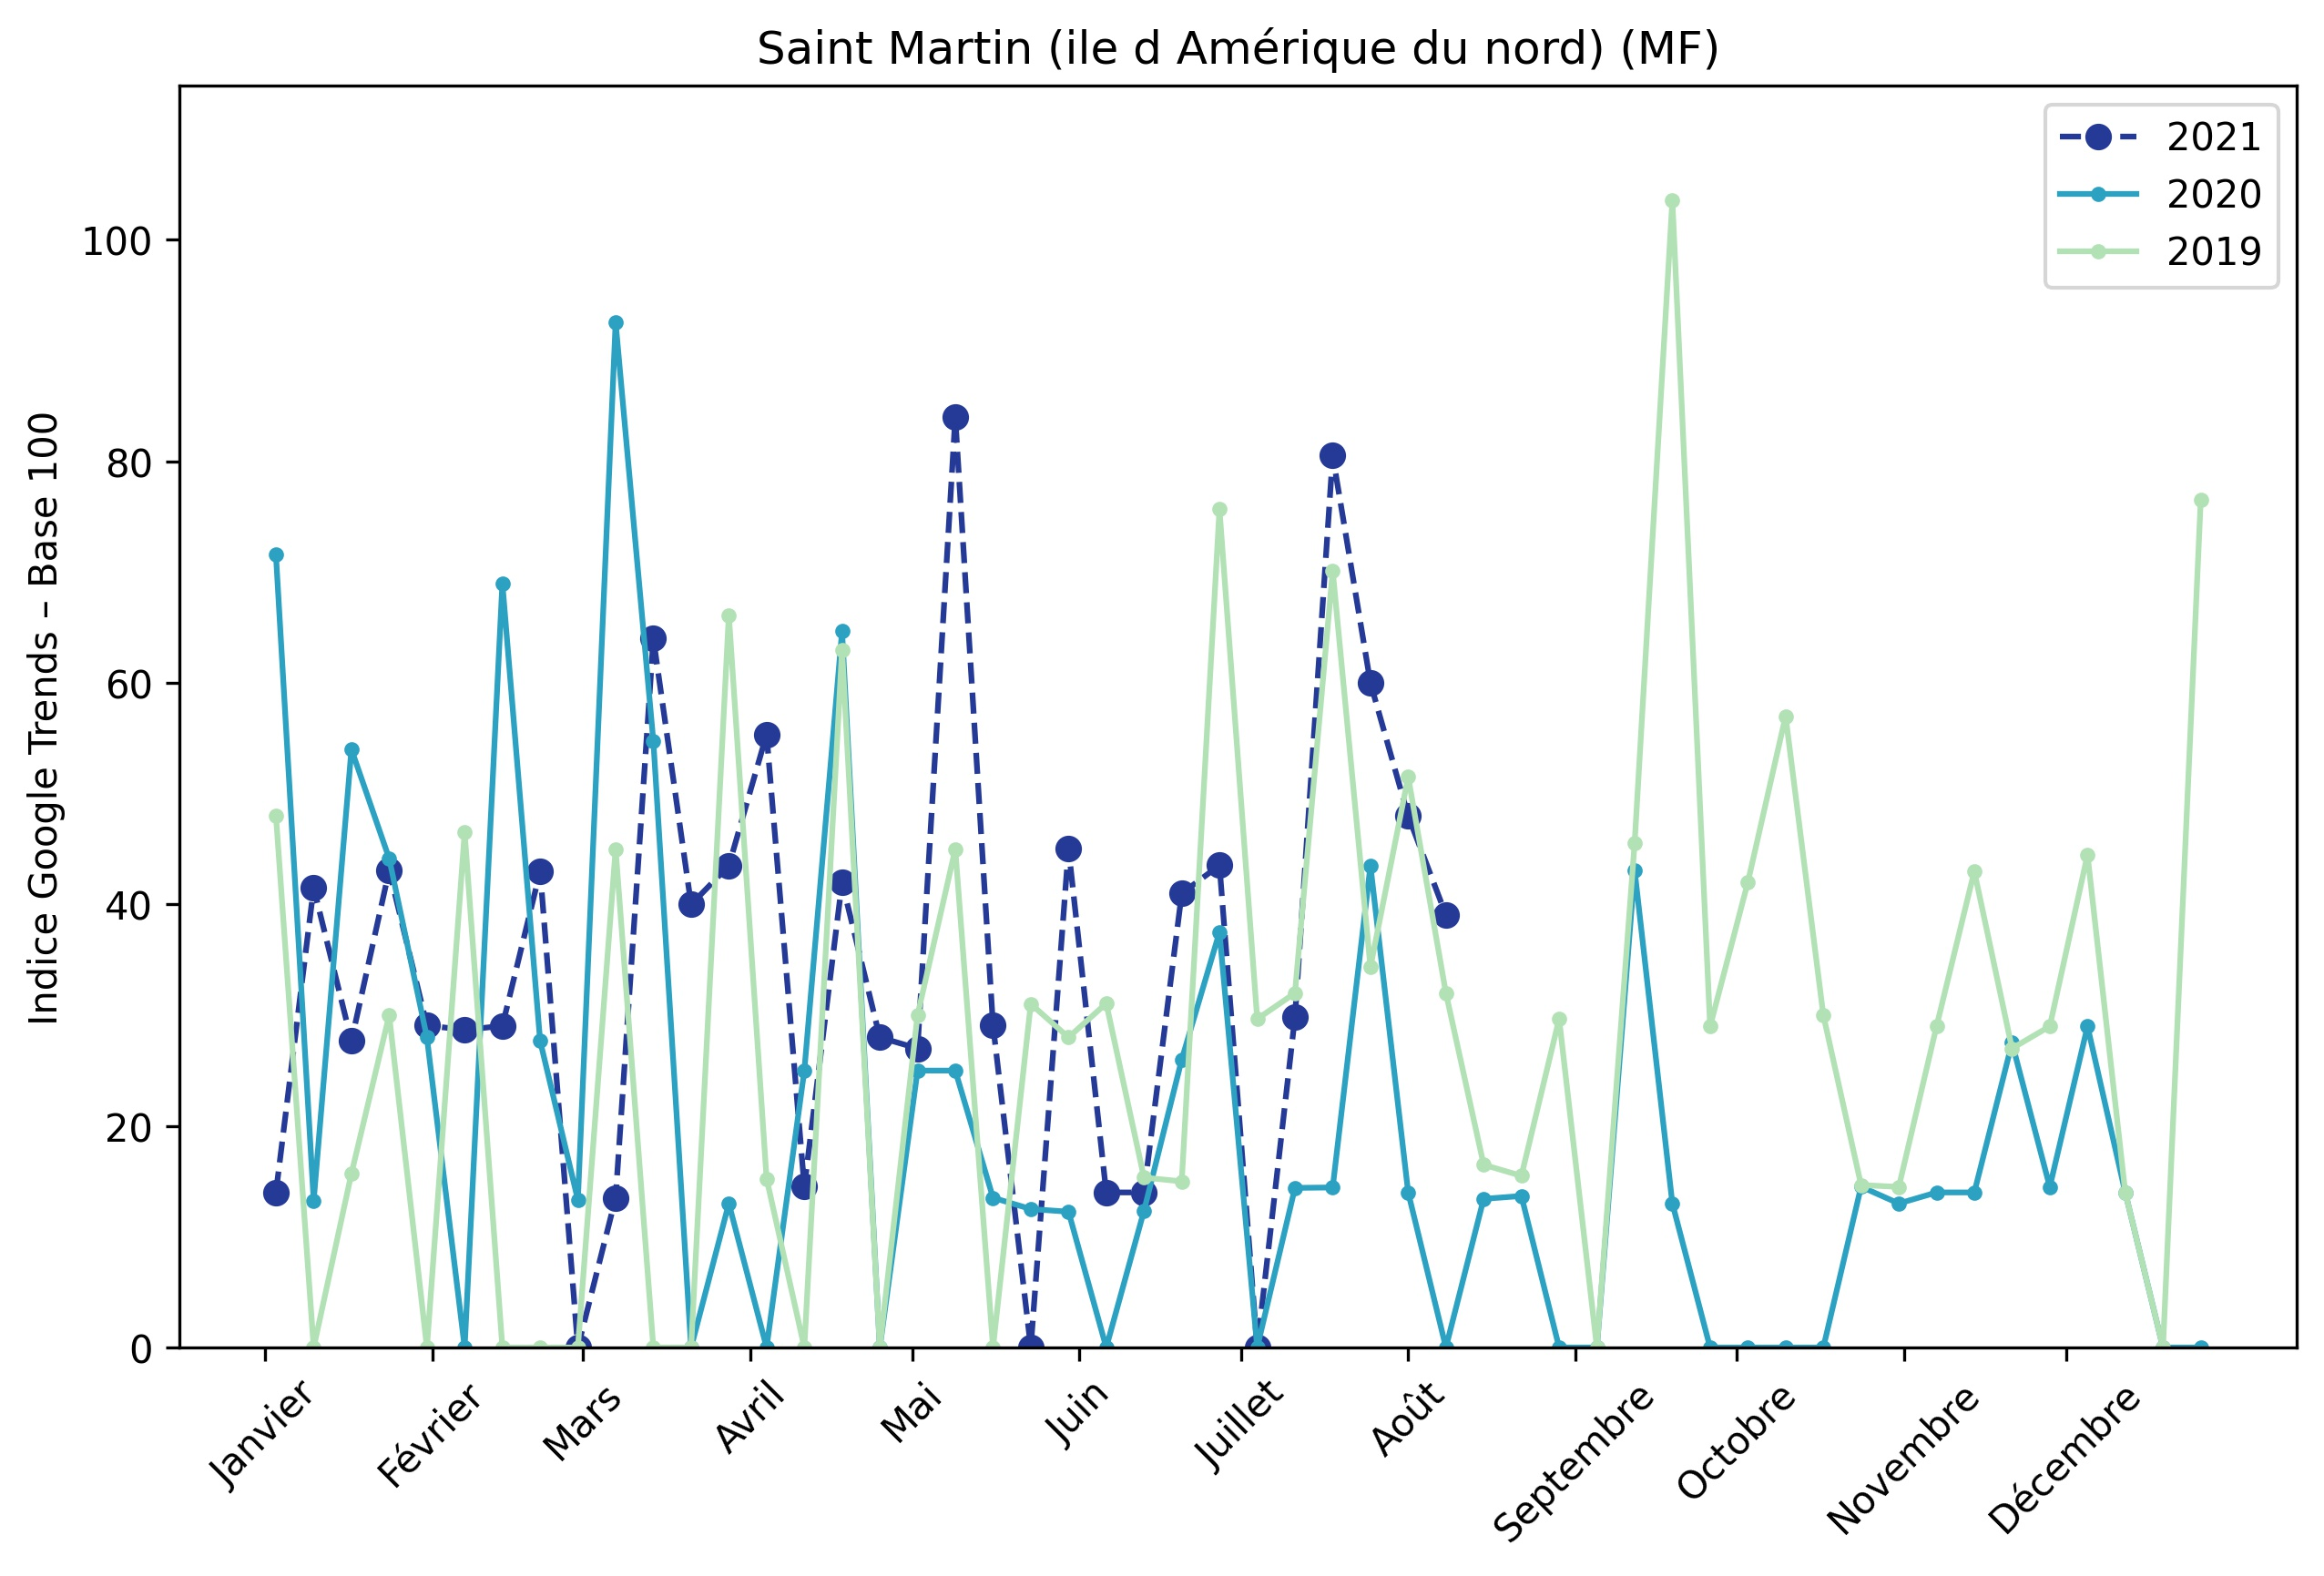 Saint Martin (ile d Amérique du nord) (MF)
2021
2020
2019
Indice Google Trends – Base 100
100
80
60
40
20
0
Janvier
Février
Mars
Avril
Mai
Juin
Juillet
Août
Septembre
Octobre
Novembre
Décembre